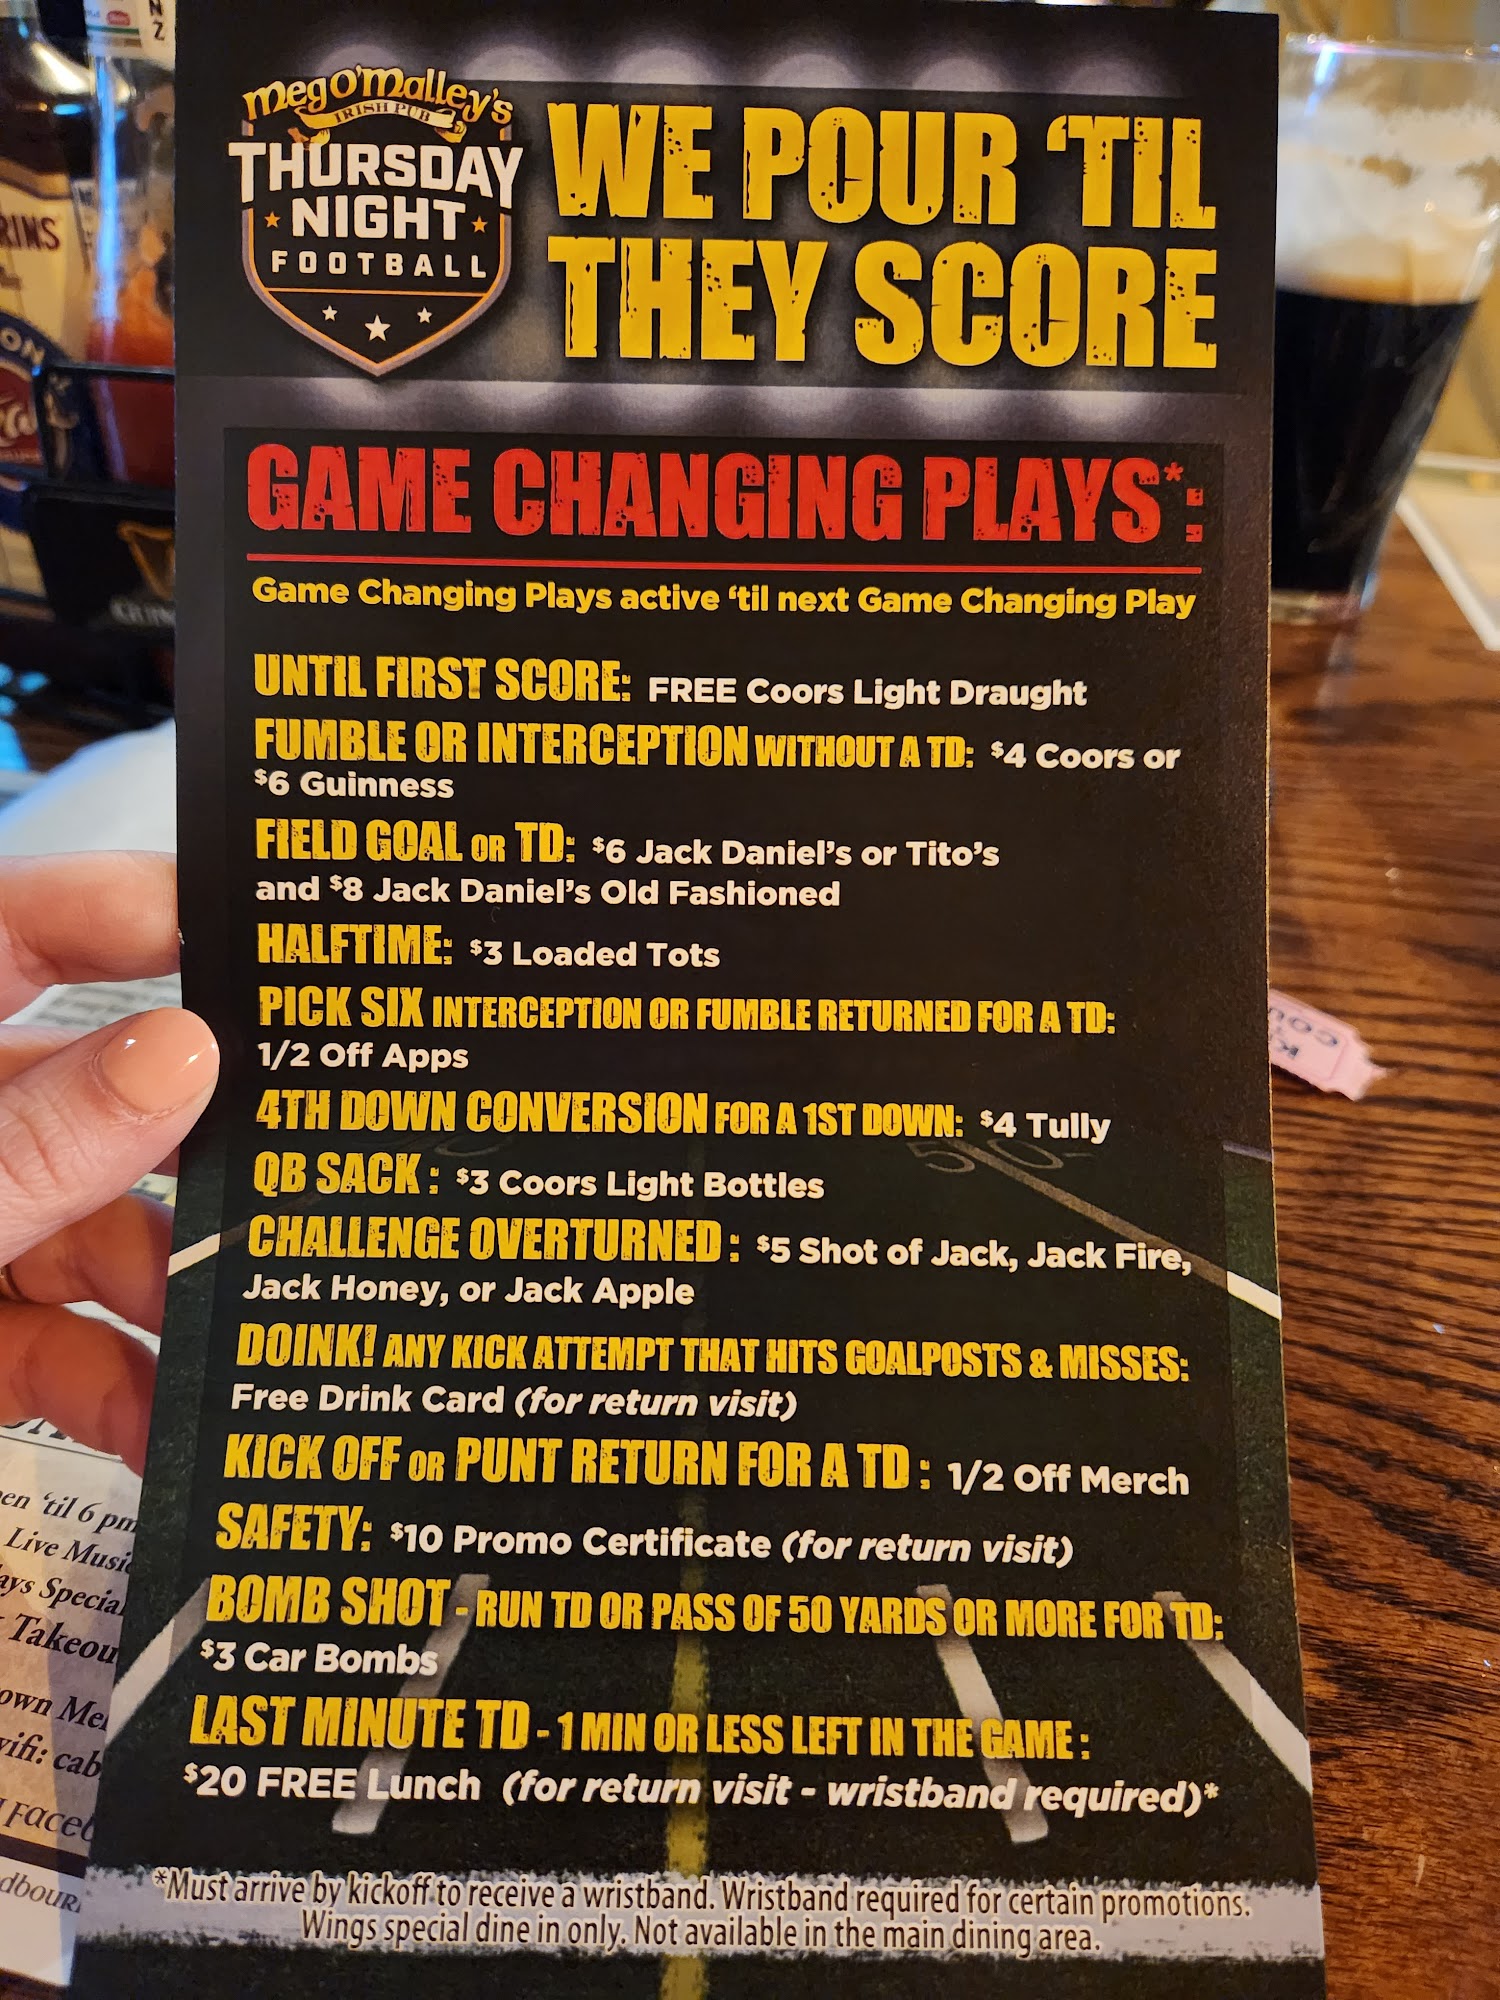 Meg O'Malley's
IRISH PUB
THURSDAY
NIGHT
FOOTBALL
WE POUR 'TIL
THEY SCORE
GAME CHANGING PLAYS*:
Game Changing Plays active 'til next Game Changing Play
UNTIL FIRST SCORE: FREE Coors Light Draught
FUMBLE OR INTERCEPTION WITHOUT A TD: $4 Coors or
$6 Guinness
FIELD GOAL OR TD: $6 Jack Daniel's or Tito's
and $8 Jack Daniel's Old Fashioned
HALFTIME: $3 Loaded Tots
PICK SIX INTERCEPTION OR FUMBLE RETURNED FOR A TD:
1/2 Off Apps
4TH DOWN CONVERSION FOR A 1ST DOWN: $4 Tully
50
QB SACK: $3 Coors Light Bottles
CHALLENGE OVERTURNED: $5 Shot of Jack, Jack Fire,
Jack Honey, or Jack Apple
DOINK! ANY KICK ATTEMPT THAT HITS GOALPOSTS & MISSES:
Free Drink Card (for return visit)
KICK OFF OR PUNT RETURN FOR A TD: 1/2 Off Merch
SAFETY: $10 Promo Certificate (for return visit)
BOMB SHOT - RUN TD OR PASS OF 50 YARDS OR MORE FOR TD:
$3 Car Bombs
LAST MINUTE TD - 1 MIN OR LESS LEFT IN THE GAME:
$20 FREE Lunch (for return visit - wristband required)*
*Must arrive by kickoff to receive a wristband. Wristband required for certain promotions.
Wings special dine in only. Not available in the main dining area.
'til 6 pm
Live
Special
wifi: